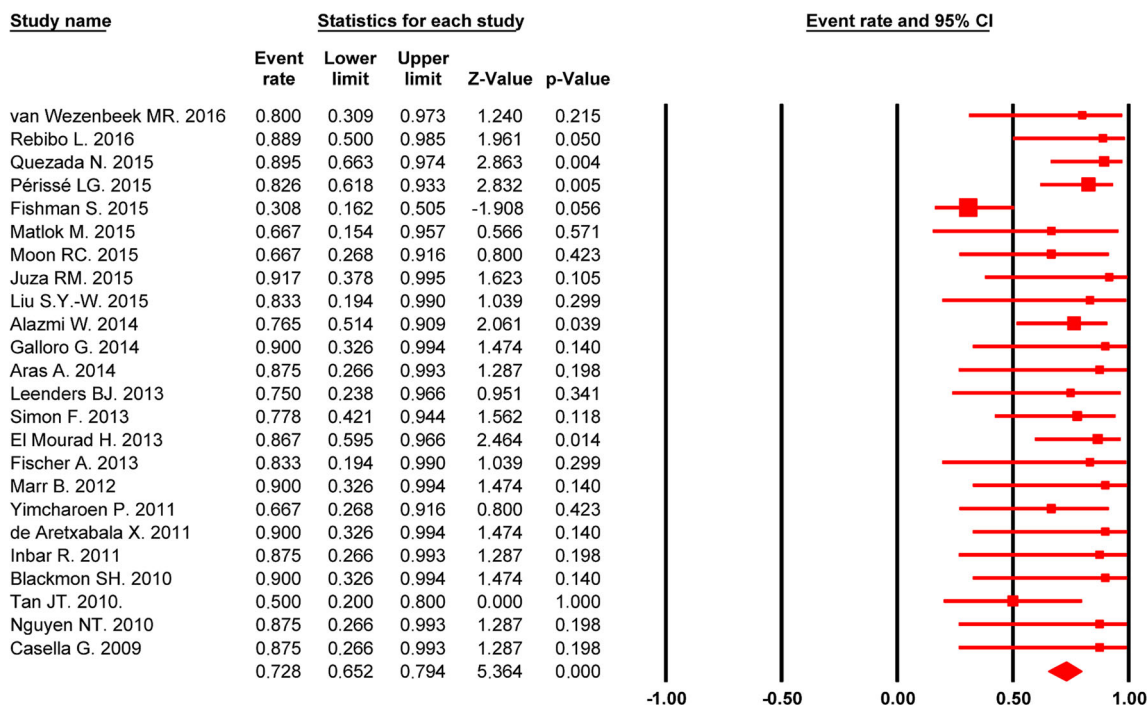 Study name Statistics for each study Event rate and 95% CI
Event rate Lower limit Upper limit Z-Value p-Value
van Wezenbeek MR. 2016 0.800 0.309 0.973 1.240 0.215
Rebibo L. 2016 0.889 0.500 0.985 1.961 0.050
Quezada N. 2015 0.895 0.663 0.974 2.863 0.004
Périssé LG. 2015 0.826 0.618 0.933 2.832 0.005
Fishman S. 2015 0.308 0.162 0.505 -1.908 0.056
Matlok M. 2015 0.667 0.154 0.957 0.566 0.571
Moon RC. 2015 0.667 0.268 0.916 0.800 0.423
Juza RM. 2015 0.917 0.378 0.995 1.623 0.105
Liu S.Y.-W. 2015 0.833 0.194 0.990 1.039 0.299
Alazmi W. 2014 0.765 0.514 0.909 2.061 0.039
Galloro G. 2014 0.900 0.326 0.994 1.474 0.140
Aras A. 2014 0.875 0.266 0.993 1.287 0.198
Leenders BJ. 2013 0.750 0.238 0.966 0.951 0.341
Simon F. 2013 0.778 0.421 0.944 1.562 0.118
El Mourad H. 2013 0.867 0.595 0.966 2.464 0.014
Fischer A. 2013 0.833 0.194 0.990 1.039 0.299
Marr B. 2012 0.900 0.326 0.994 1.474 0.140
Yimcharoen P. 2011 0.667 0.268 0.916 0.800 0.423
de Aretxabala X. 2011 0.900 0.326 0.994 1.474 0.140
Inbar R. 2011 0.875 0.266 0.993 1.287 0.198
Blackmon SH. 2010 0.900 0.326 0.994 1.474 0.140
Tan JT. 2010. 0.500 0.200 0.800 0.000 1.000
Nguyen NT. 2010 0.875 0.266 0.993 1.287 0.198
Casella G. 2009 0.875 0.266 0.993 1.287 0.198
0.728 0.652 0.794 5.364 0.000
-1.00 -0.50 0.00 0.50 1.00